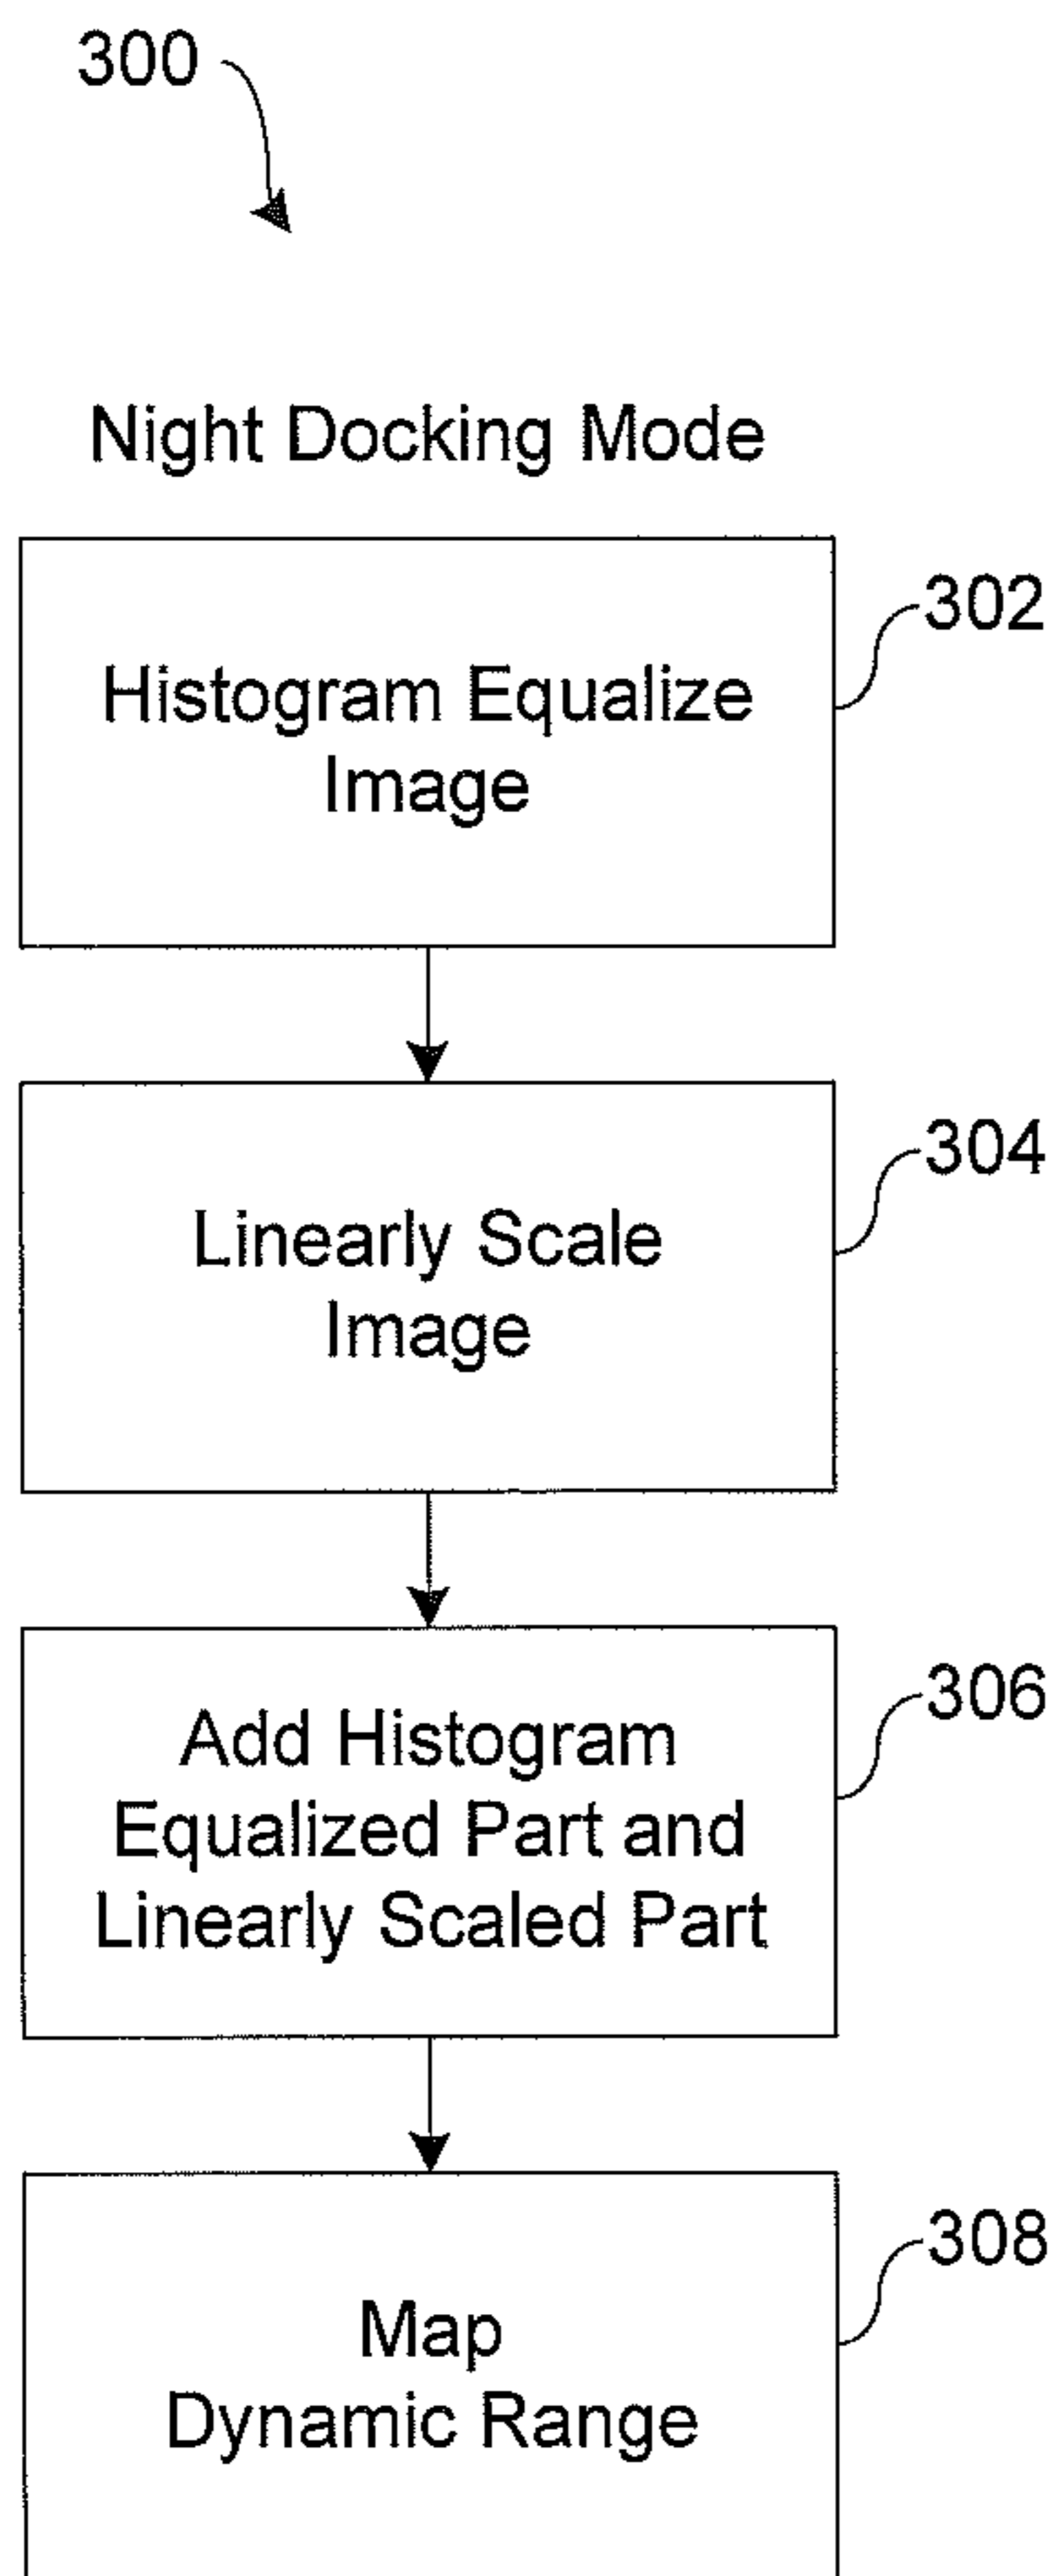 300
Night Docking Mode
302
Histogram Equalize
Image
304
Linearly Scale
Image
306
Add Histogram
Equalized Part and
Linearly Scaled Part
308
Map
Dynamic Range